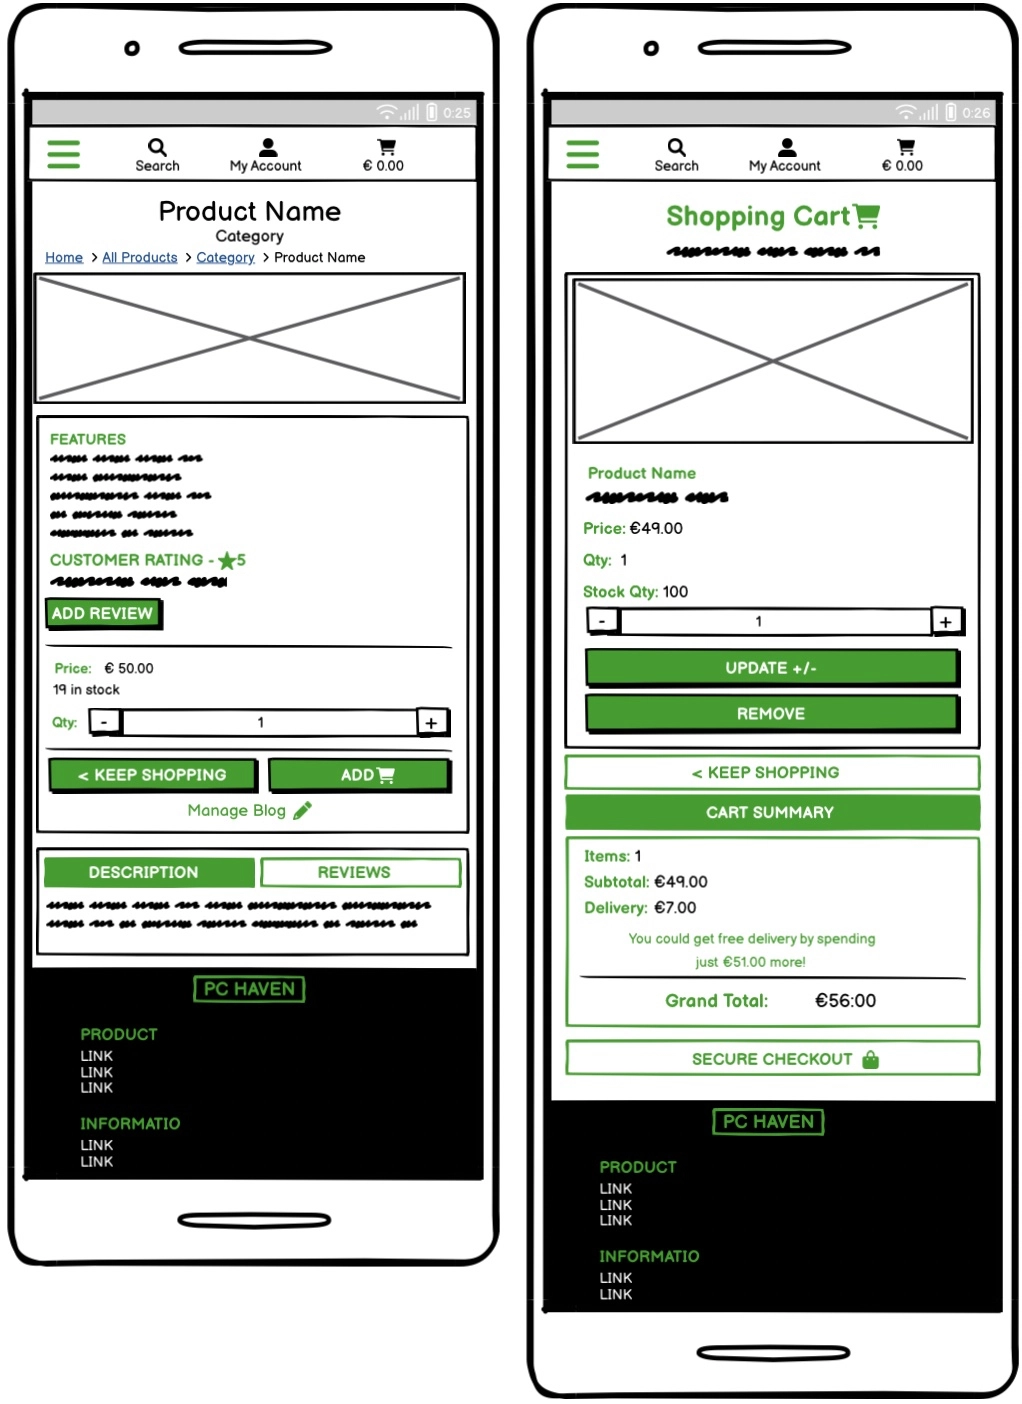 0:25
Search My Account € 0.00
Product Name
Category
Home > All Products > Category > Product Name
FEATURES
CUSTOMER RATING - ★5
ADD REVIEW
Price: € 50.00
19 in stock
Qty: - 1 +
< KEEP SHOPPING ADD
Manage Blog
DESCRIPTION REVIEWS
PC HAVEN
PRODUCT
LINK
LINK
LINK
INFORMATIO
LINK
LINK
0:26
Search My Account € 0.00
Shopping Cart
Product Name
Price: €49.00
Qty: 1
Stock Qty: 100
- 1 +
UPDATE +/-
REMOVE
< KEEP SHOPPING
CART SUMMARY
Items: 1
Subtotal: €49.00
Delivery: €7.00
You could get free delivery by spending
just €51.00 more!
Grand Total: €56:00
SECURE CHECKOUT
PC HAVEN
PRODUCT
LINK
LINK
LINK
INFORMATIO
LINK
LINK